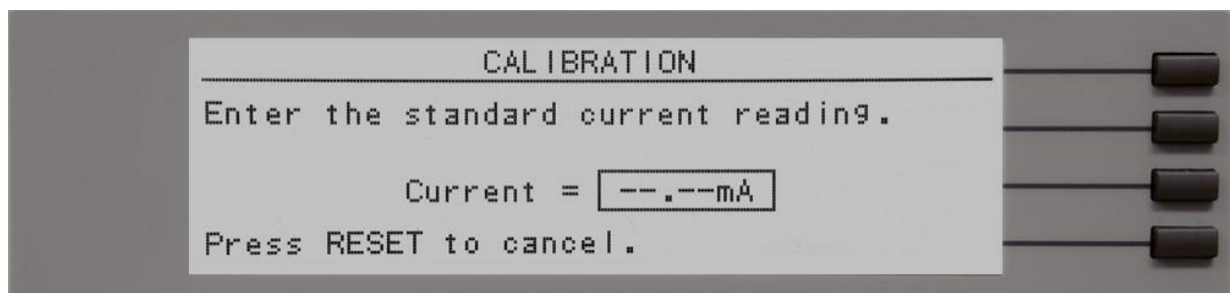 CALIBRATION
Enter the standard current reading.
Current = --.--mA
Press RESET to cancel.